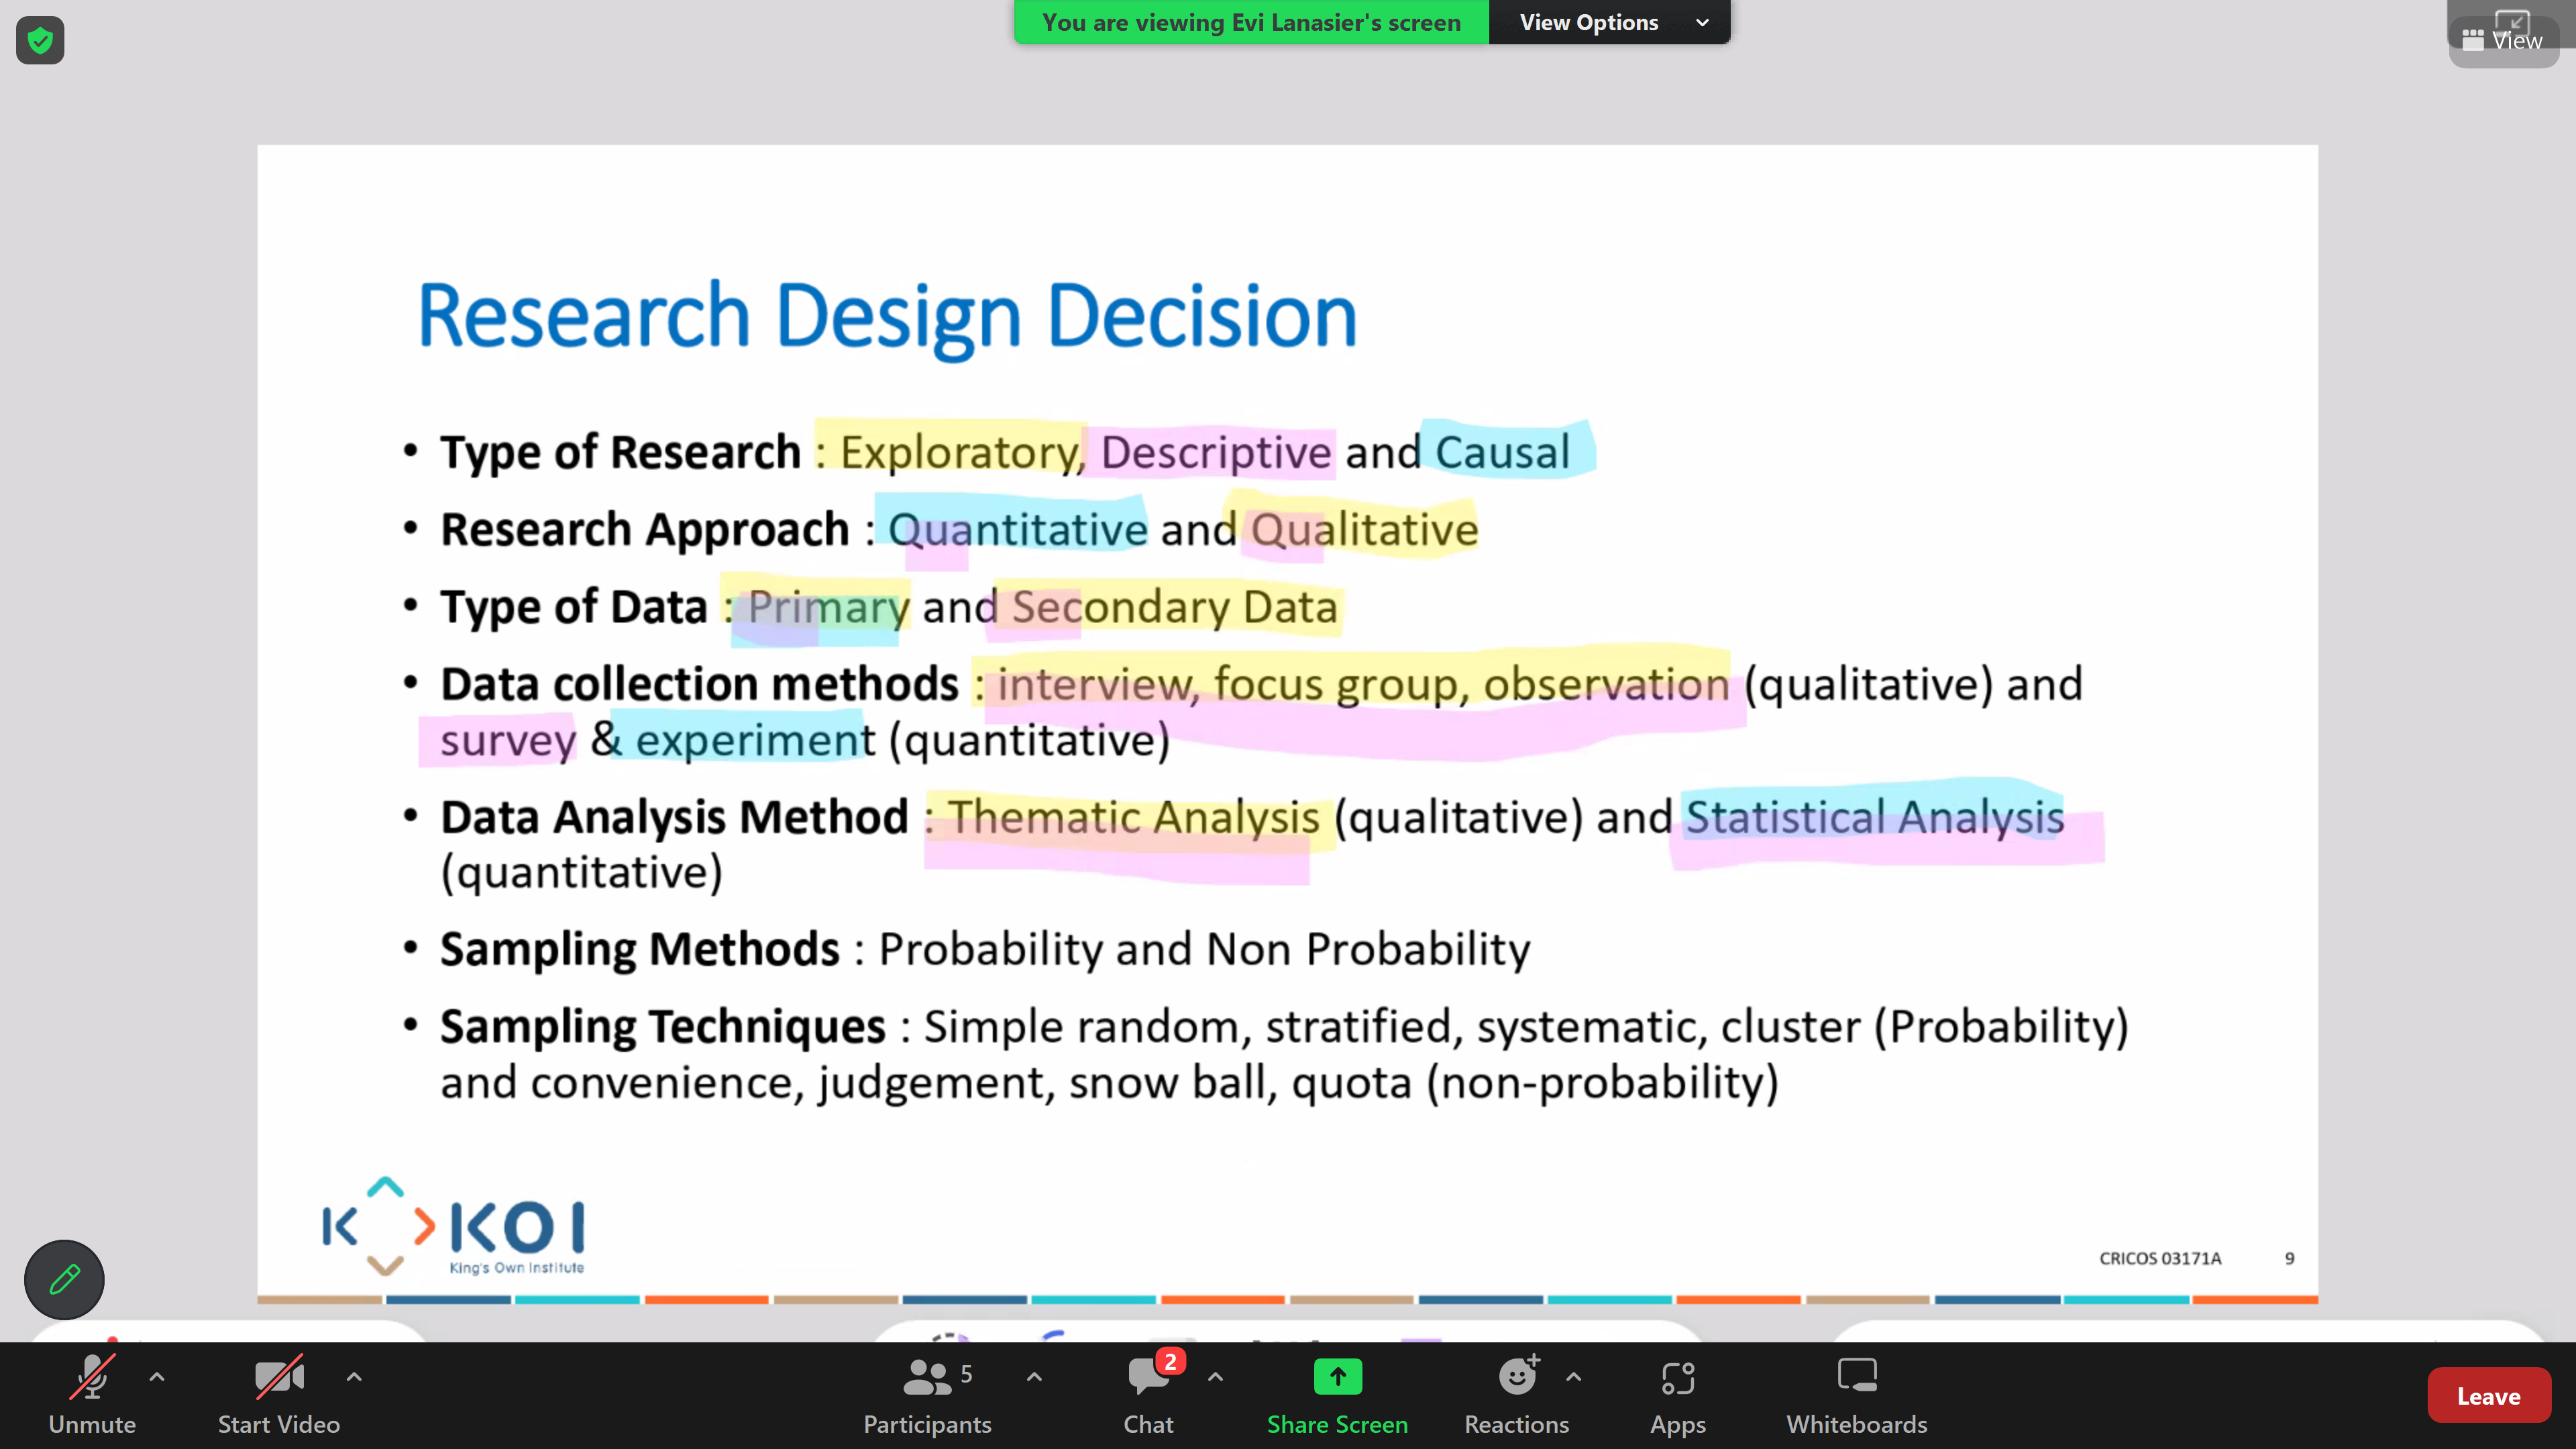 You are viewing Evi Lanasier's screen
View Options
View
Research Design Decision
• Type of Research : Exploratory, Descriptive and Causal
• Research Approach : Quantitative and Qualitative
• Type of Data : Primary and Secondary Data
• Data collection methods : interview, focus group, observation (qualitative) and
survey & experiment (quantitative)
• Data Analysis Method : Thematic Analysis (qualitative) and Statistical Analysis
(quantitative)
• Sampling Methods : Probability and Non Probability
• Sampling Techniques : Simple random, stratified, systematic, cluster (Probability)
and convenience, judgement, snow ball, quota (non-probability)
K KOI
King's Own Institute
CRICOS 03171A 9
5
2
Unmute
Start Video
Participants
Chat
Share Screen
Reactions
Apps
Whiteboards
Leave